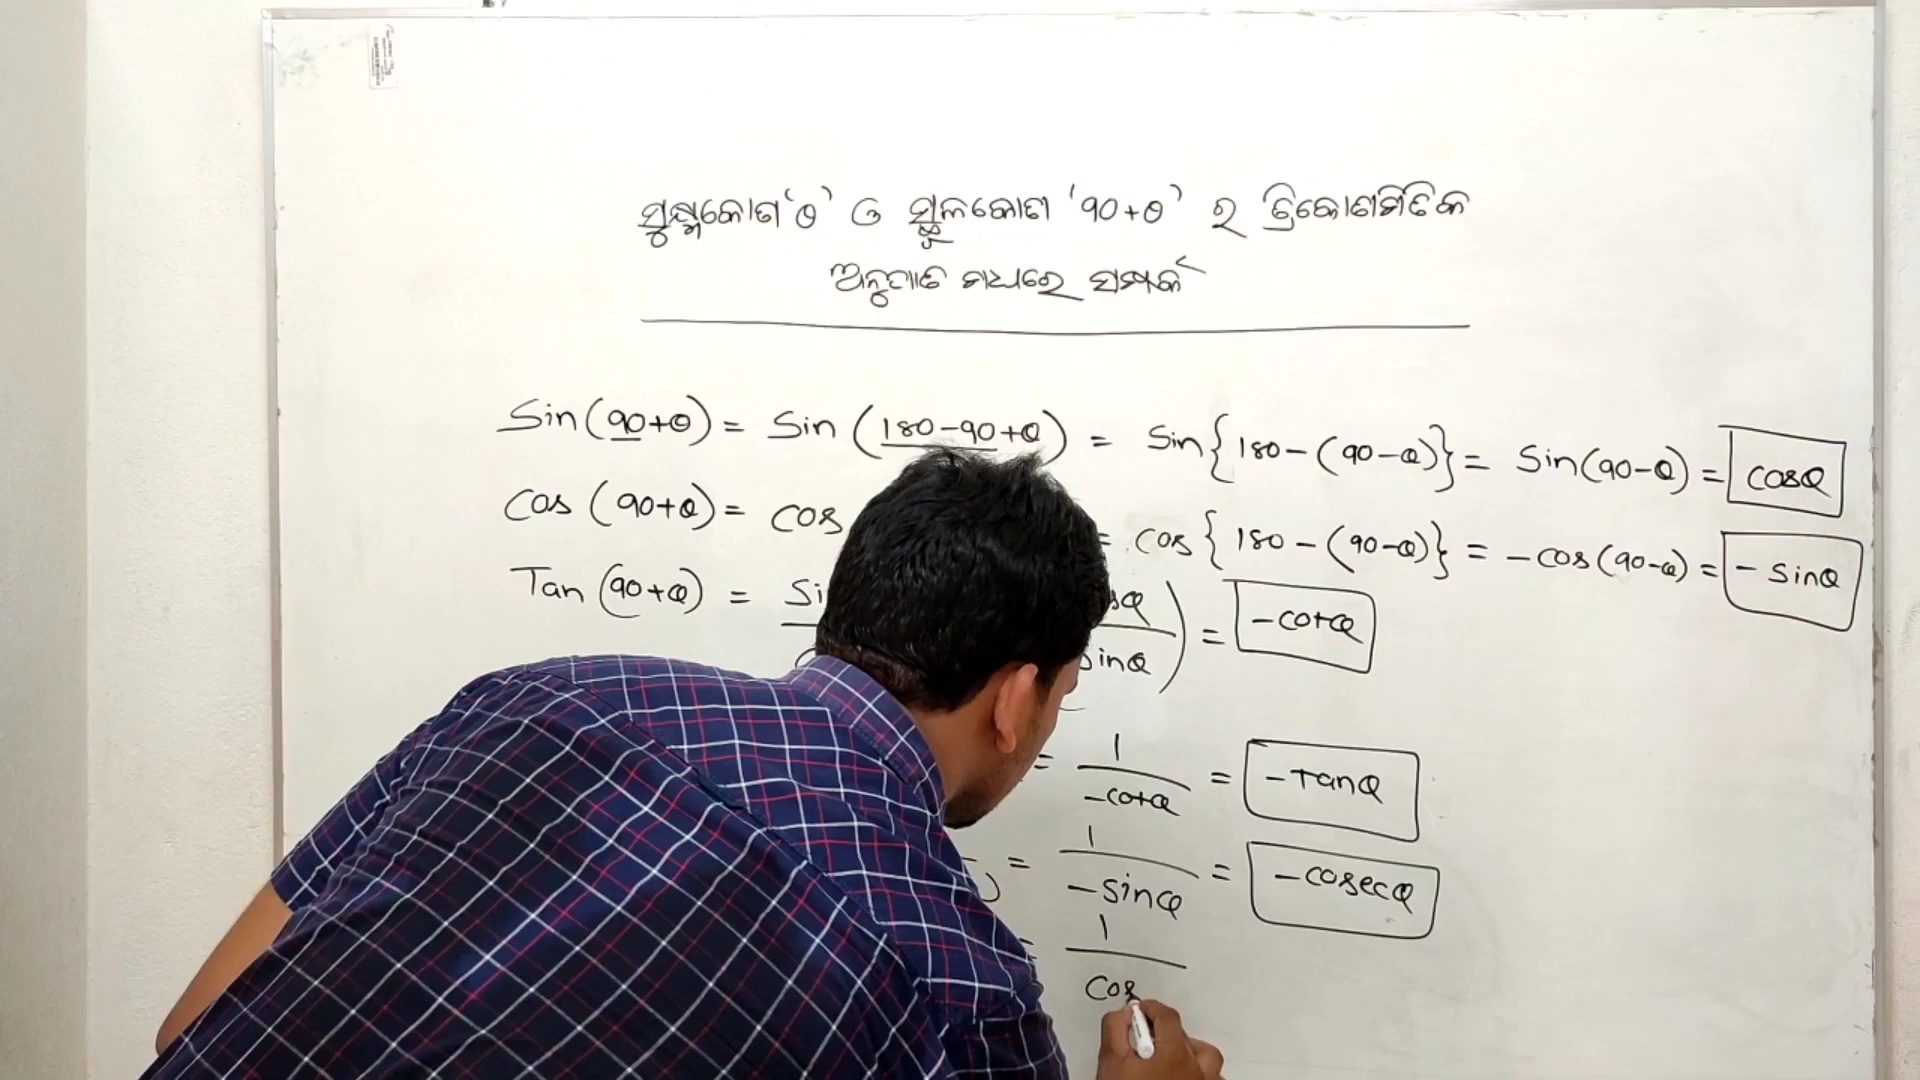 ସୂକ୍ଷ୍ମକୋଣ 'θ' ଓ ସ୍ଥୂଳକୋଣ '90+θ' ର ତ୍ରିକୋଣମିତିକ
ଅନୁପାତ ମଧ୍ୟରେ ସମ୍ପର୍କ
Sin(90+θ) = Sin (180-90+θ) = Sin{180-(90-θ)} = Sin(90-θ) = cosθ
cos (90+θ) = cos = cos {180-(90-θ)} = -cos(90-θ) = -sinθ
Tan (90+θ) = = -cotθ
= 1/-cotθ = -Tanθ
= 1/-sinθ = -cosecθ
1/cos